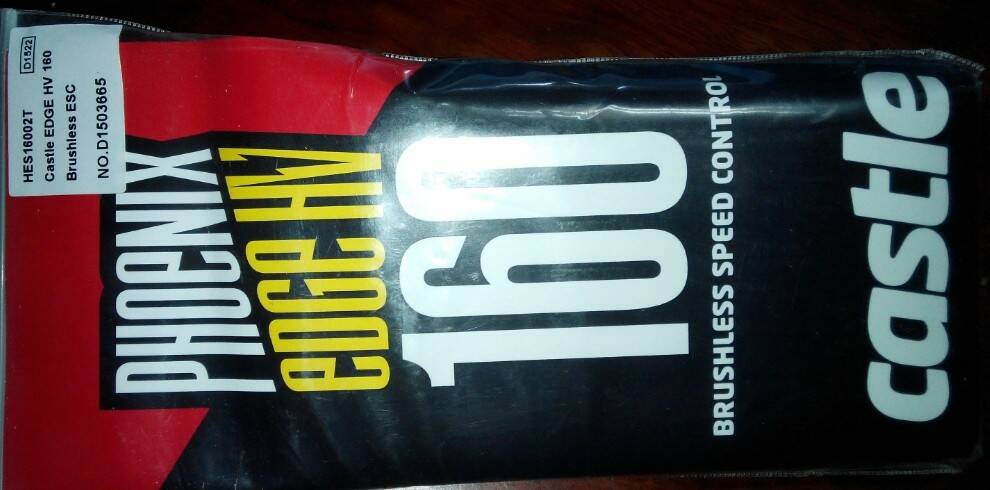 D1522
HES16002T
Castle EDGE HV 160
Brushless ESC
NO.D1503665
PHOENIX
EDGE HV
160
BRUSHLESS SPEED CONTROL
castle